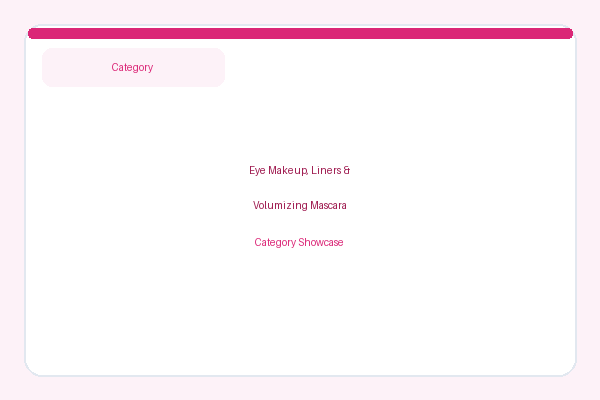 Category
Eye Makeup, Liners &
Volumizing Mascara
Category Showcase